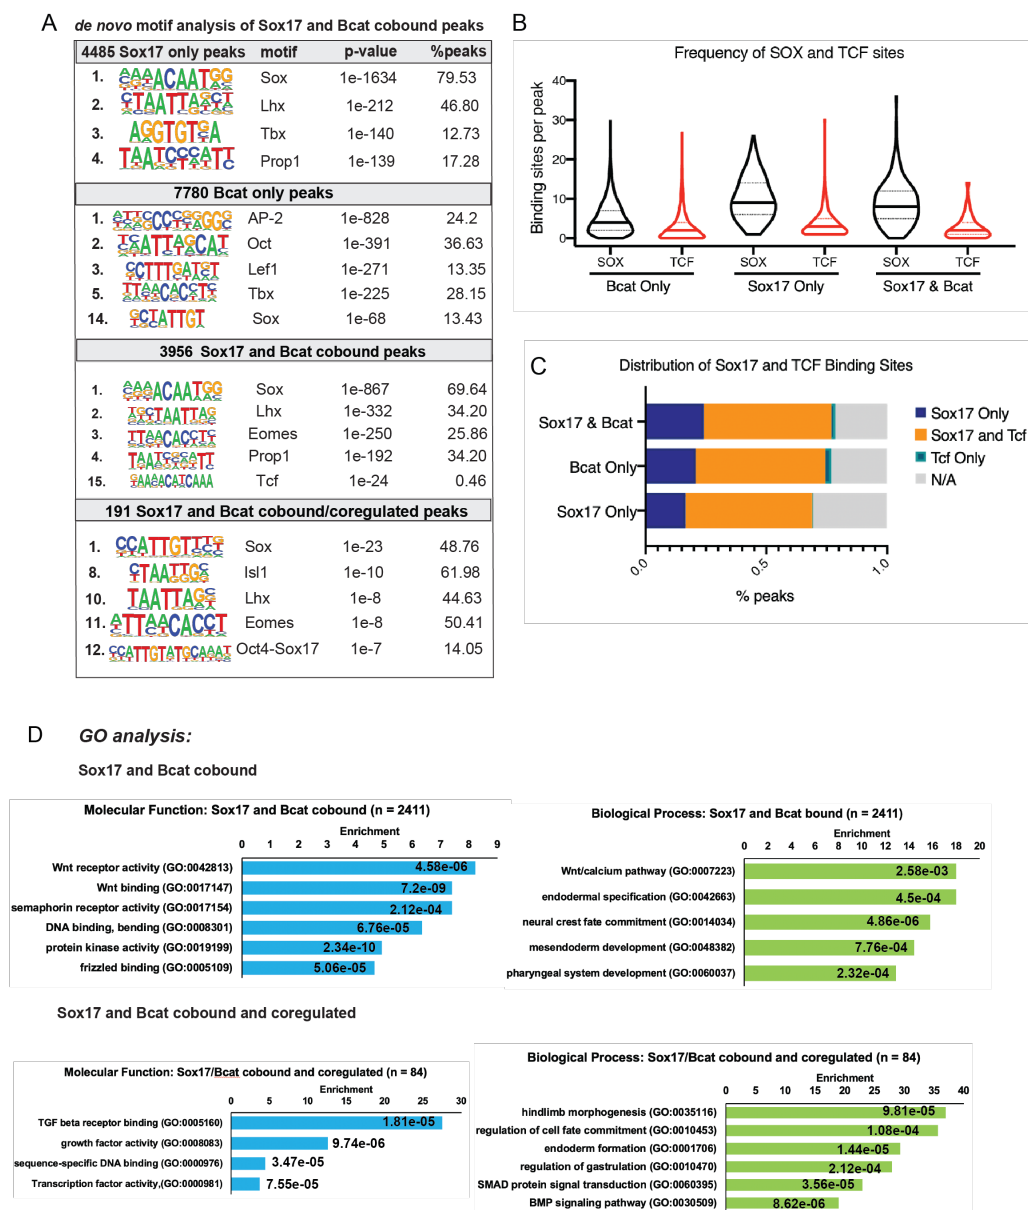 A
de novo motif analysis of Sox17 and Bcat cobound peaks
4485 Sox17 only peaks motif p-value %peaks
1. Sox 1e-1634 79.53
2. Lhx 1e-212 46.80
3. AGGTGTGA Tbx 1e-140 12.73
4. Prop1 1e-139 17.28
7780 Bcat only peaks
1. AP-2 1e-828 24.2
2. Oct 1e-391 36.63
3. Lef1 1e-271 13.35
5. Tbx 1e-225 28.15
14. Sox 1e-68 13.43
3956 Sox17 and Bcat cobound peaks
1. Sox 1e-867 69.64
2. Lhx 1e-332 34.20
3. Eomes 1e-250 25.86
4. Prop1 1e-192 34.20
15. Tcf 1e-24 0.46
191 Sox17 and Bcat cobound/coregulated peaks
1. Sox 1e-23 48.76
8. Isl1 1e-10 61.98
10. Lhx 1e-8 44.63
11. Eomes 1e-8 50.41
12. Oct4-Sox17 1e-7 14.05
B
Frequency of SOX and TCF sites
Binding sites per peak
40
30
20
10
0
SOX TCF SOX TCF SOX TCF
Bcat Only Sox17 Only Sox17 & Bcat
C
Distribution of Sox17 and TCF Binding Sites
Sox17 & Bcat
Bcat Only
Sox17 Only
0.0 0.5 1.0
% peaks
Sox17 Only
Sox17 and Tcf
Tcf Only
N/A
D GO analysis:
Sox17 and Bcat cobound
Molecular Function: Sox17 and Bcat cobound (n = 2411)
Enrichment
0 1 2 3 4 5 6 7 8 9
Wnt receptor activity (GO:0042813) 4.58e-06
Wnt binding (GO:0017147) 7.2e-09
semaphorin receptor activity (GO:0017154) 2.12e-04
DNA binding, bending (GO:0008301) 6.76e-05
protein kinase activity (GO:0019199) 2.34e-10
frizzled binding (GO:0005109) 5.06e-05
Biological Process: Sox17 and Bcat bound (n = 2411)
Enrichment
0 2 4 6 8 10 12 14 16 18 20
Wnt/calcium pathway (GO:0007223) 2.58e-03
endodermal specification (GO:0042663) 4.5e-04
neural crest fate commitment (GO:0014034) 4.86e-06
mesendoderm development (GO:0048382) 7.76e-04
pharyngeal system development (GO:0060037) 2.32e-04
Sox17 and Bcat cobound and coregulated
Molecular Function: Sox17/Bcat cobound and coregulated (n = 84)
Enrichment
0 5 10 15 20 25 30
TGF beta receptor binding (GO:0005160) 1.81e-05
growth factor activity (GO:0008083) 9.74e-06
sequence-specific DNA binding (GO:0000976) 3.47e-05
Transcription factor activity,(GO:0000981) 7.55e-05
Biological Process: Sox17/Bcat cobound and coregulated (n = 84)
Enrichment
0 5 10 15 20 25 30 35 40
hindlimb morphogenesis (GO:0035116) 9.81e-05
regulation of cell fate commitment (GO:0010453) 1.08e-04
endoderm formation (GO:0001706) 1.44e-05
regulation of gastrulation (GO:0010470) 2.12e-04
SMAD protein signal transduction (GO:0060395) 3.56e-05
BMP signaling pathway (GO:0030509) 8.62e-06